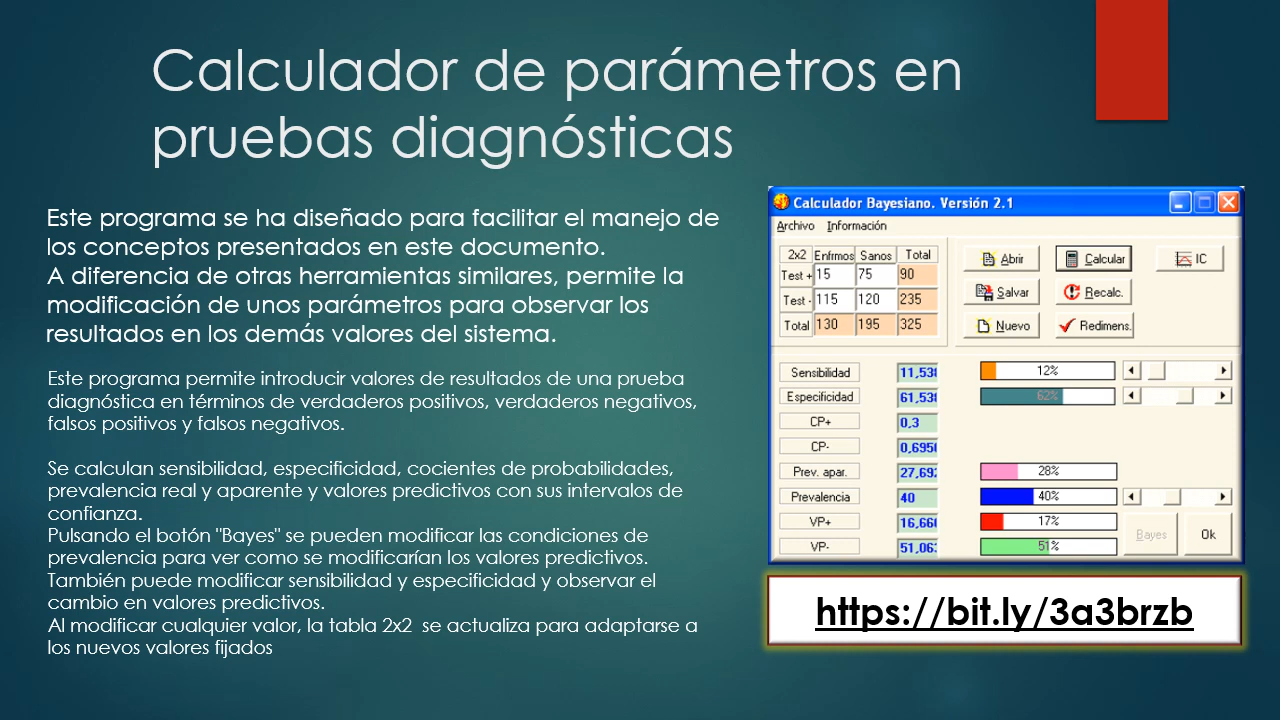 Calculador de parámetros en
pruebas diagnósticas
Este programa se ha diseñado para facilitar el manejo de
los conceptos presentados en este documento.
A diferencia de otras herramientas similares, permite la
modificación de unos parámetros para observar los
resultados en los demás valores del sistema.
Este programa permite introducir valores de resultados de una prueba
diagnóstica en términos de verdaderos positivos, verdaderos negativos,
falsos positivos y falsos negativos.
Se calculan sensibilidad, especificidad, cocientes de probabilidades,
prevalencia real y aparente y valores predictivos con sus intervalos de
confianza.
Pulsando el botón "Bayes" se pueden modificar las condiciones de
prevalencia para ver como se mdificarían los valores predictivos.
También puede modificar sensibilidad y especificidad y observar el
cambio en valores predictivos.
Al modificar cualquier valor, la tabla 2x2 se actualiza para adaptarse a
los nuevos valores fijados
Calculador Bayesiano. Versión 2.1
Archivo Información
2x2 Enfrmos Sanos Total
Test + 15 75 90
Test - 115 120 235
Total 130 195 325
Abrir Calcular IC
Salvar Recalc.
Nuevo Redimens.
Sensibilidad 11,538 12%
Especificidad 61,538 62%
CP+ 0,3
CP- 0,6950
Prev. apar. 27,692 28%
Prevalencia 40 40%
VP+ 16,666 17%
VP- 51,063 51%
Bayes Ok
https://bit.ly/3a3brzb